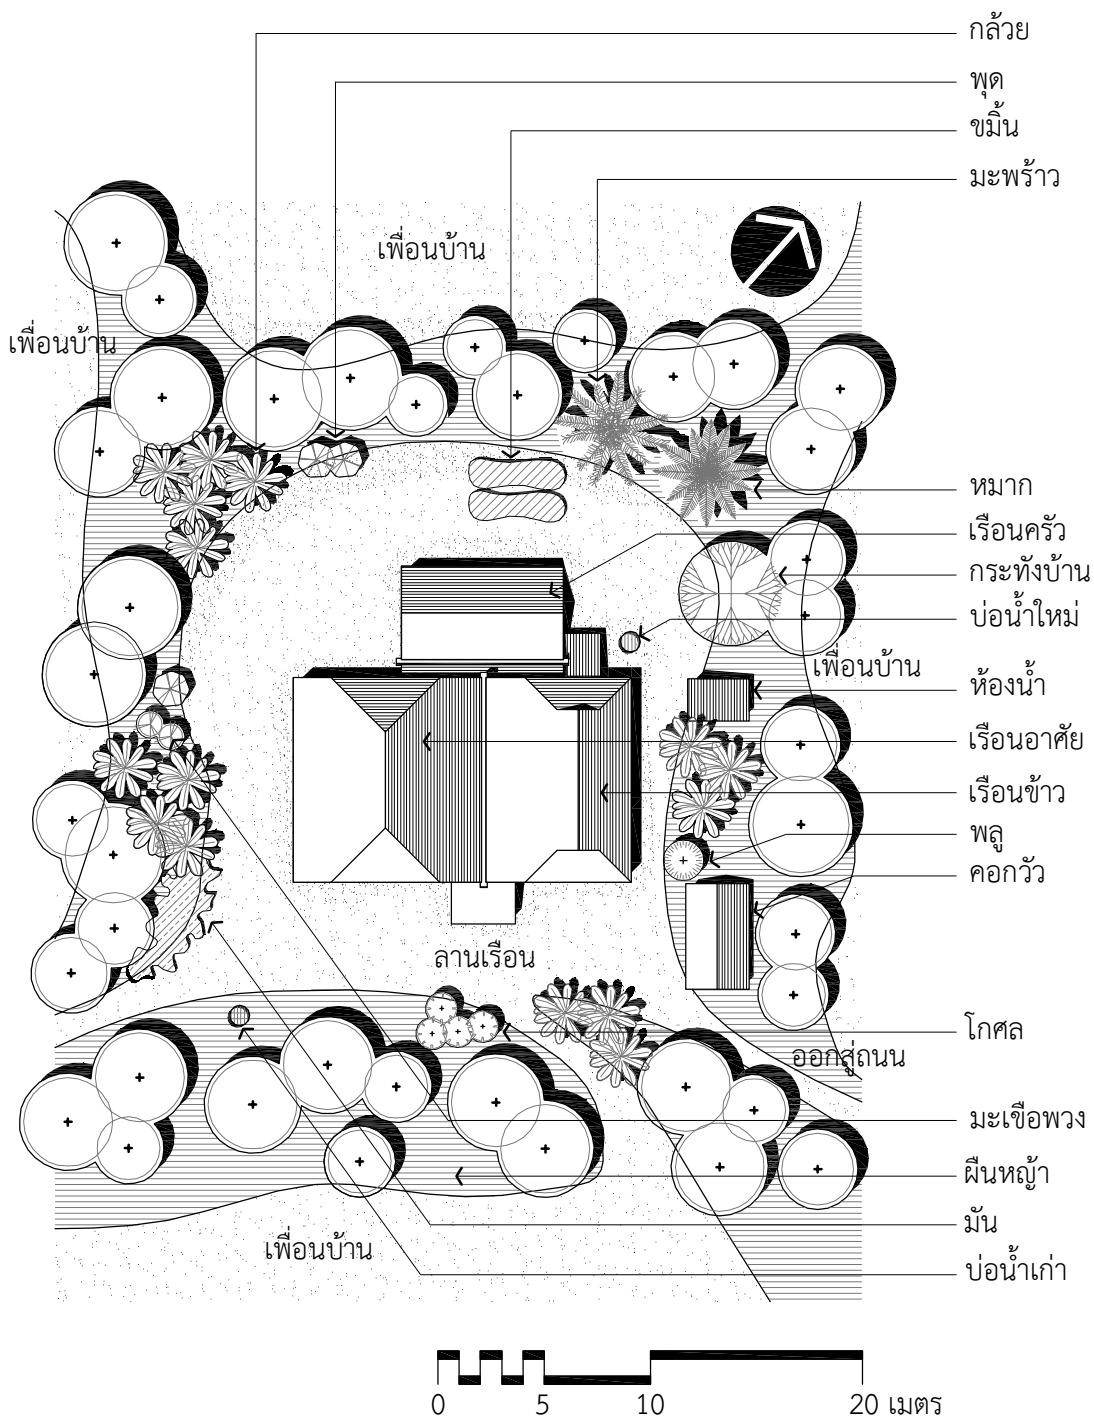 กล้วย
พุด
ขมิ้น
มะพร้าว
เพื่อนบ้าน
เพื่อนบ้าน
หมาก
เรือนครัว
กระทังบ้าน
บ่อน้ำใหม่
เพื่อนบ้าน
ห้องน้ำ
เรือนอาศัย
เรือนข้าว
พลู
คอกวัว
ลานเรือน
โกศล
ออกสู่ถนน
มะเขือพวง
ผืนหญ้า
มัน
เพื่อนบ้าน
บ่อน้ำเก่า
0 5 10 20 เมตร